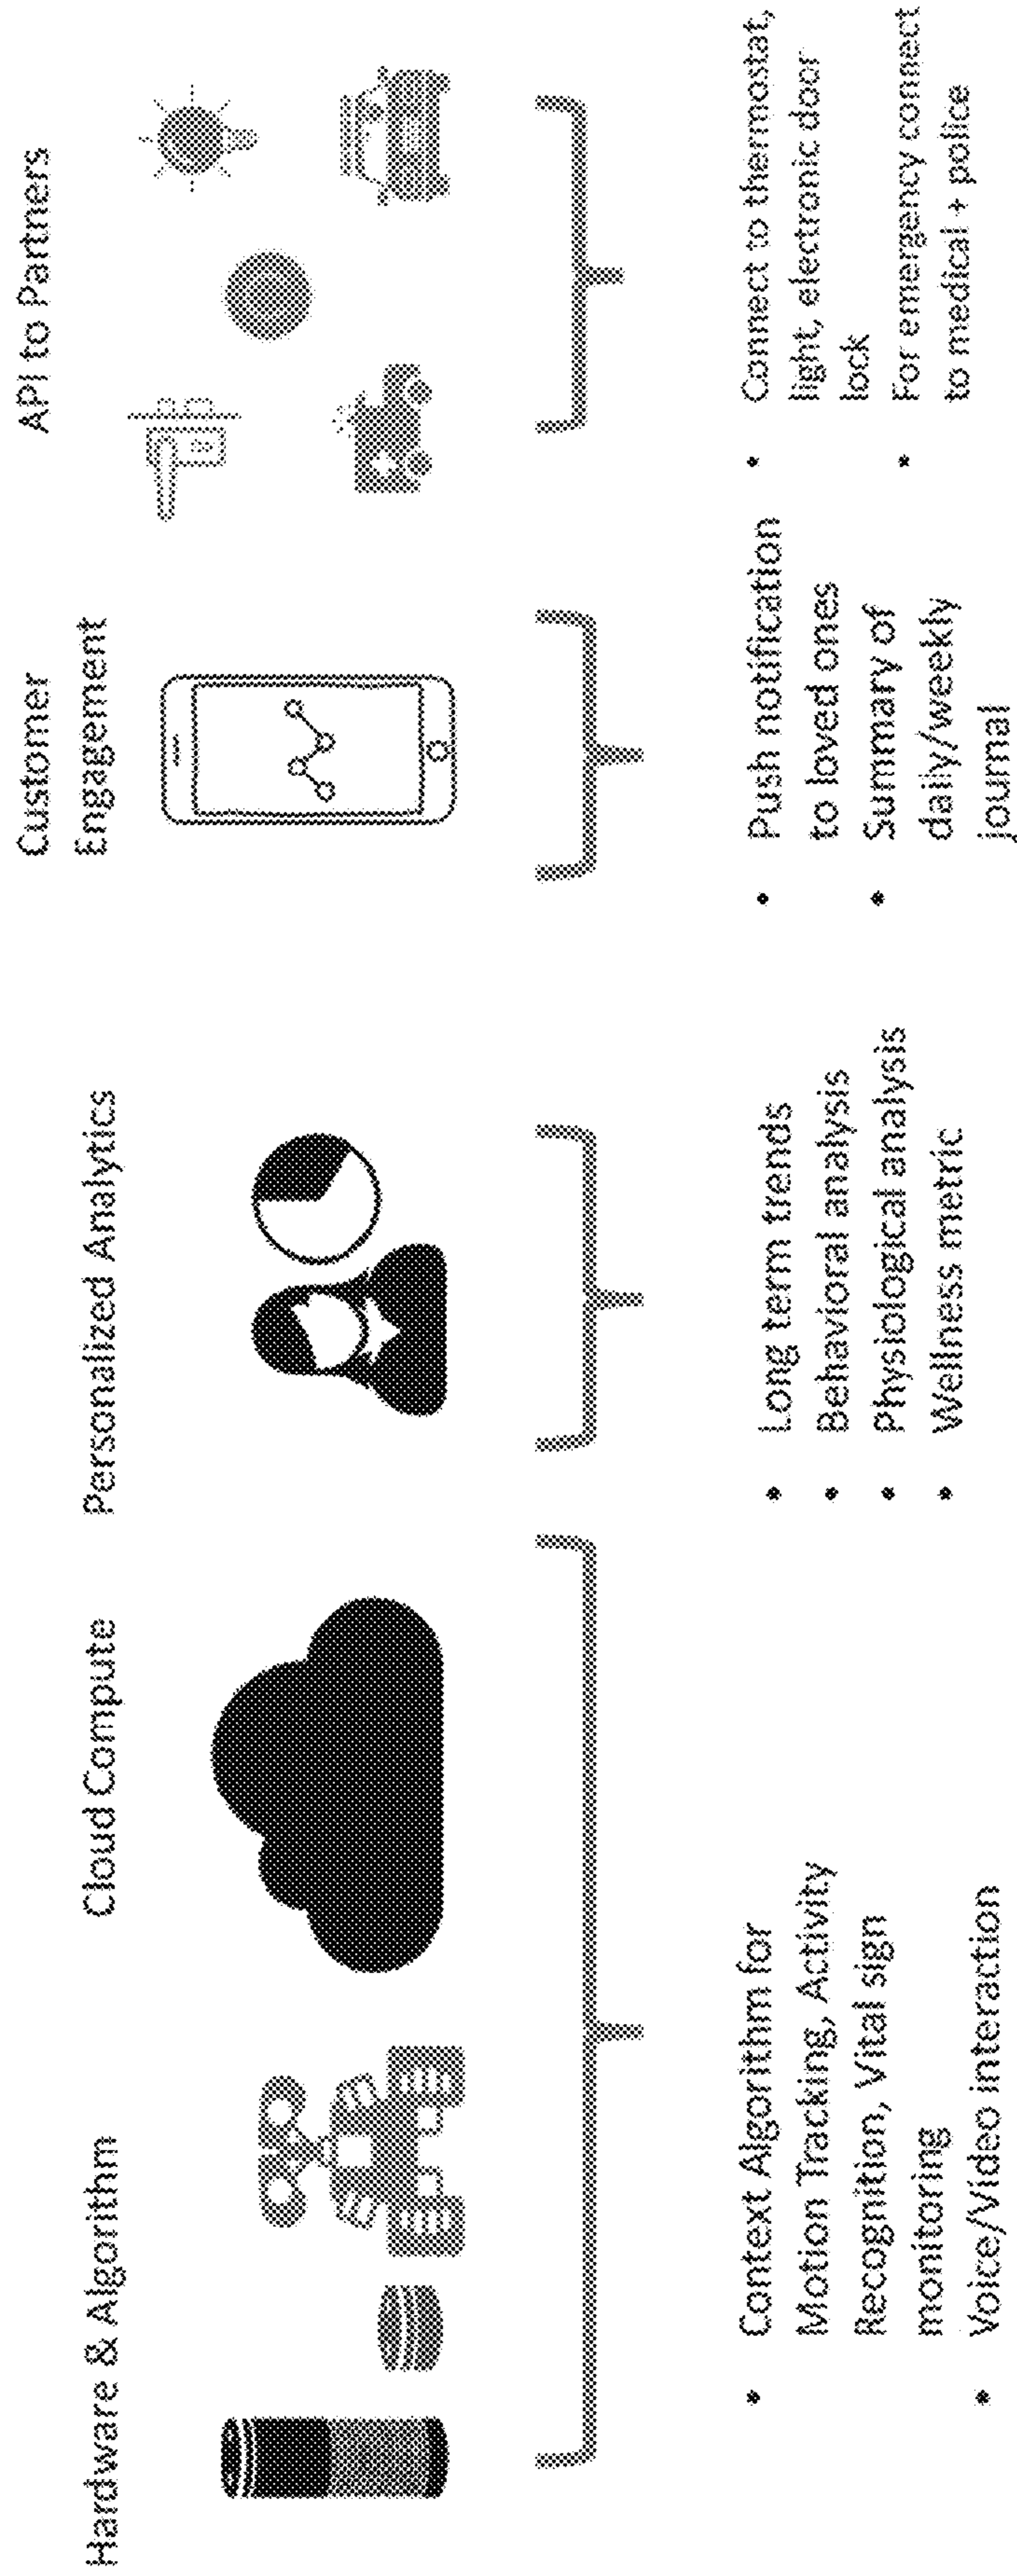 Hardware & Algorithm
Cloud Compute
Personalized Analytics
Customer
Engagement
API to Partners
• Context Algorithm for
Motion Tracking, Activity
Recognition, Vital sign
monitoring
• Voice/Video interaction
• Long term trends
• Behavioral analysis
• Physiological analysis
• Wellness metric
• Push notification
to loved ones
• Summary of
daily/weekly
journal
• Connect to thermostat,
light, electronic door
lock
• For emergency connect
to medical + police